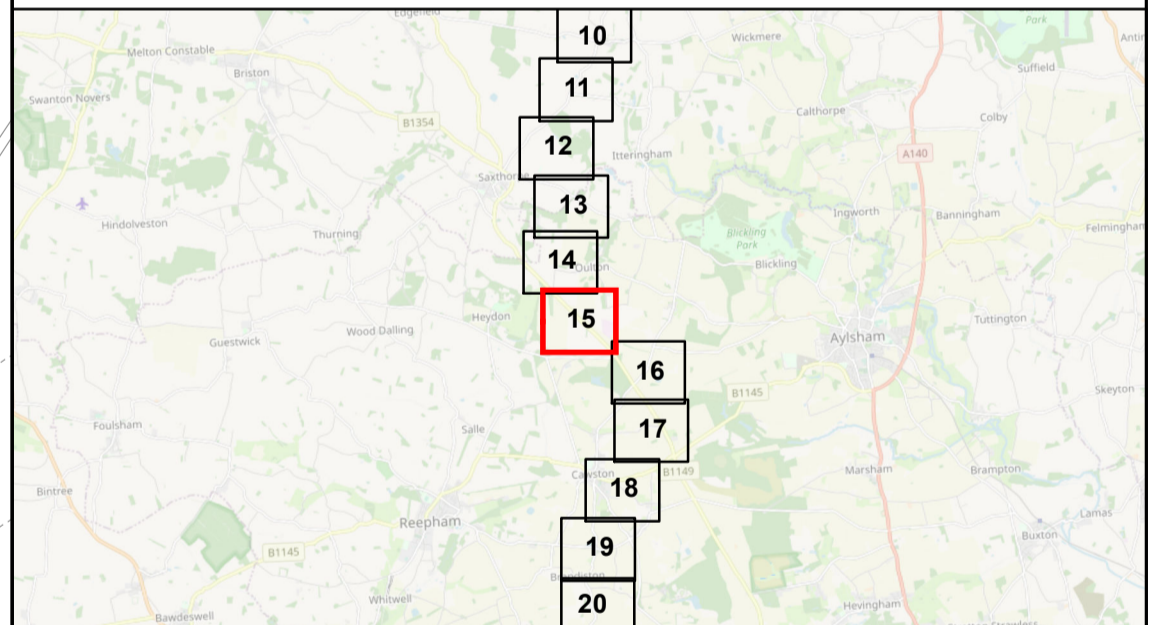 Edgefield
10
Wickmere
Park
Melton Constable
Briston
Suffield
Swanton Novers
11
Calthorpe
Colby
B1354
12
Itteringham
A140
13
Ingworth
Banningham
Hindolveston
Thurning
Blickling
Park
Felmingham
14
Oulton
Blickling
Heydon
15
Tuttington
Wood Dalling
Guestwick
Aylsham
16
B1145
Skeyton
Foulsham
Salle
17
Cawston
B1149
Marsham
Brampton
Bintree
18
Lamas
Reepham
Buxton
19
B1145
Whitwell
20
Hevingham
Bawdeswell